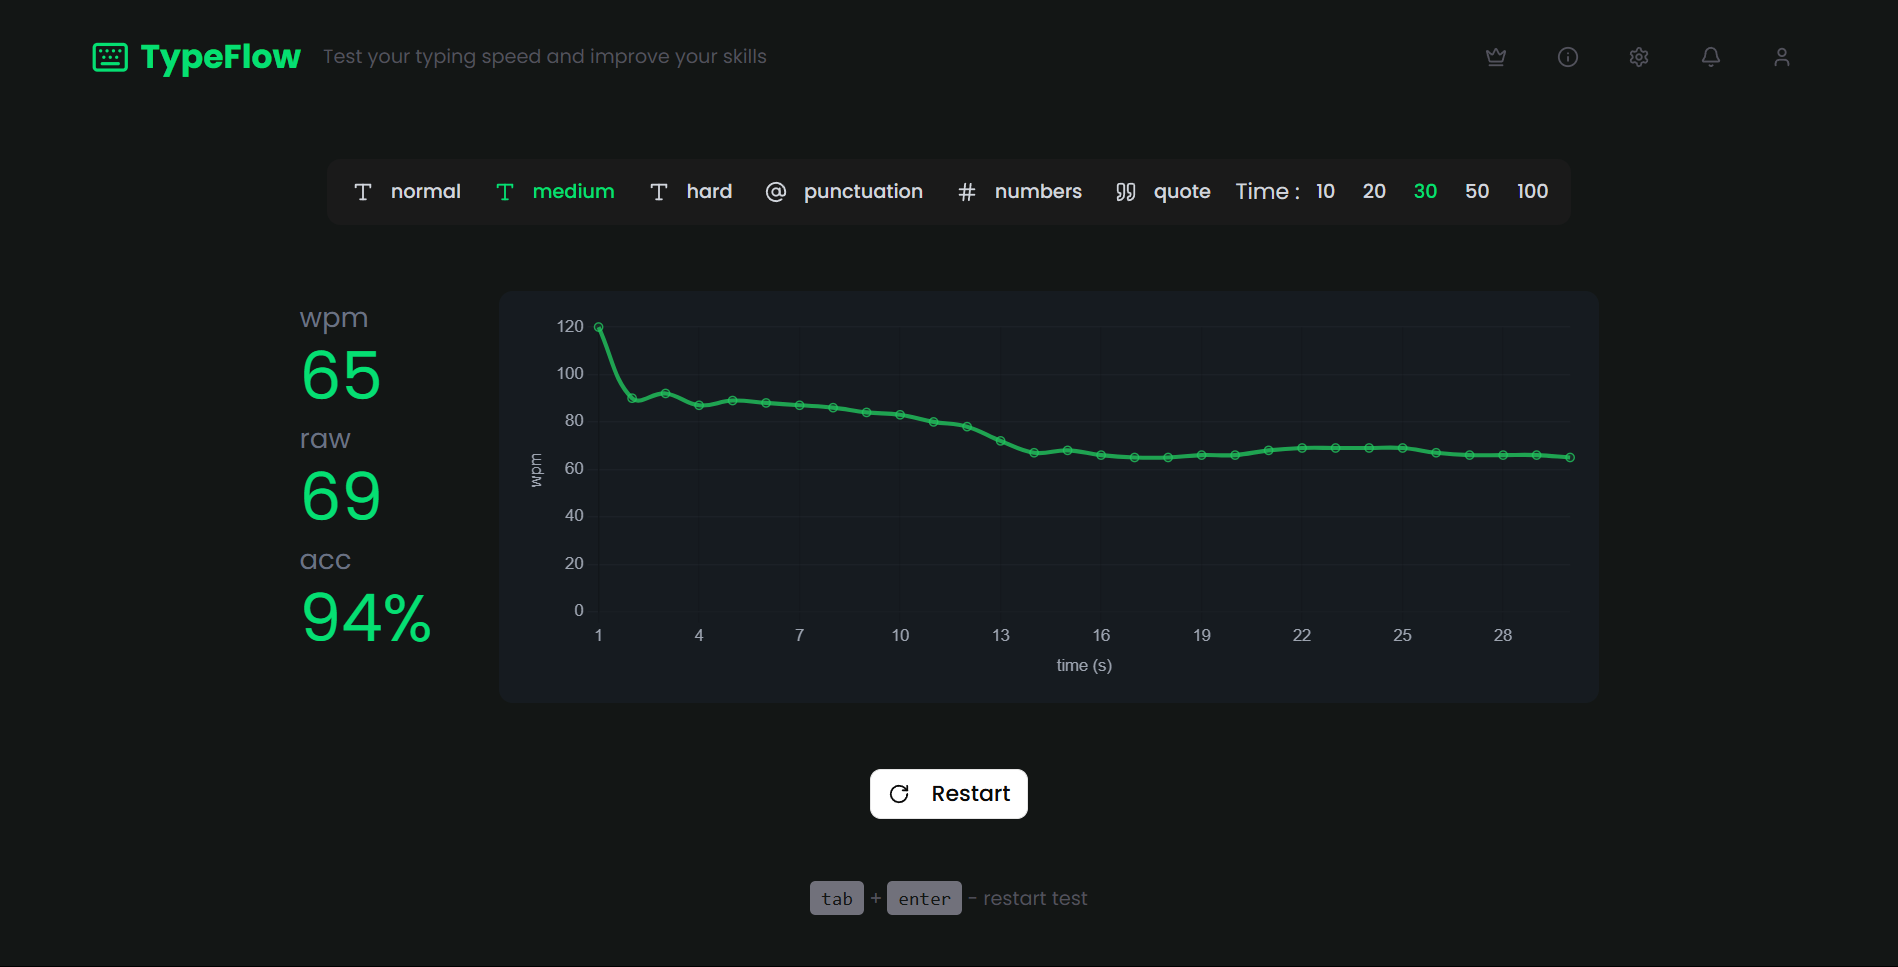 TypeFlow Test your typing speed and improve your skills
normal medium hard punctuation numbers quote Time : 10 20 30 50 100
wpm
65
raw
69
acc
94%
120
100
80
60
40
20
0
wpm
1 4 7 10 13 16 19 22 25 28
time (s)
Restart
tab + enter - restart test